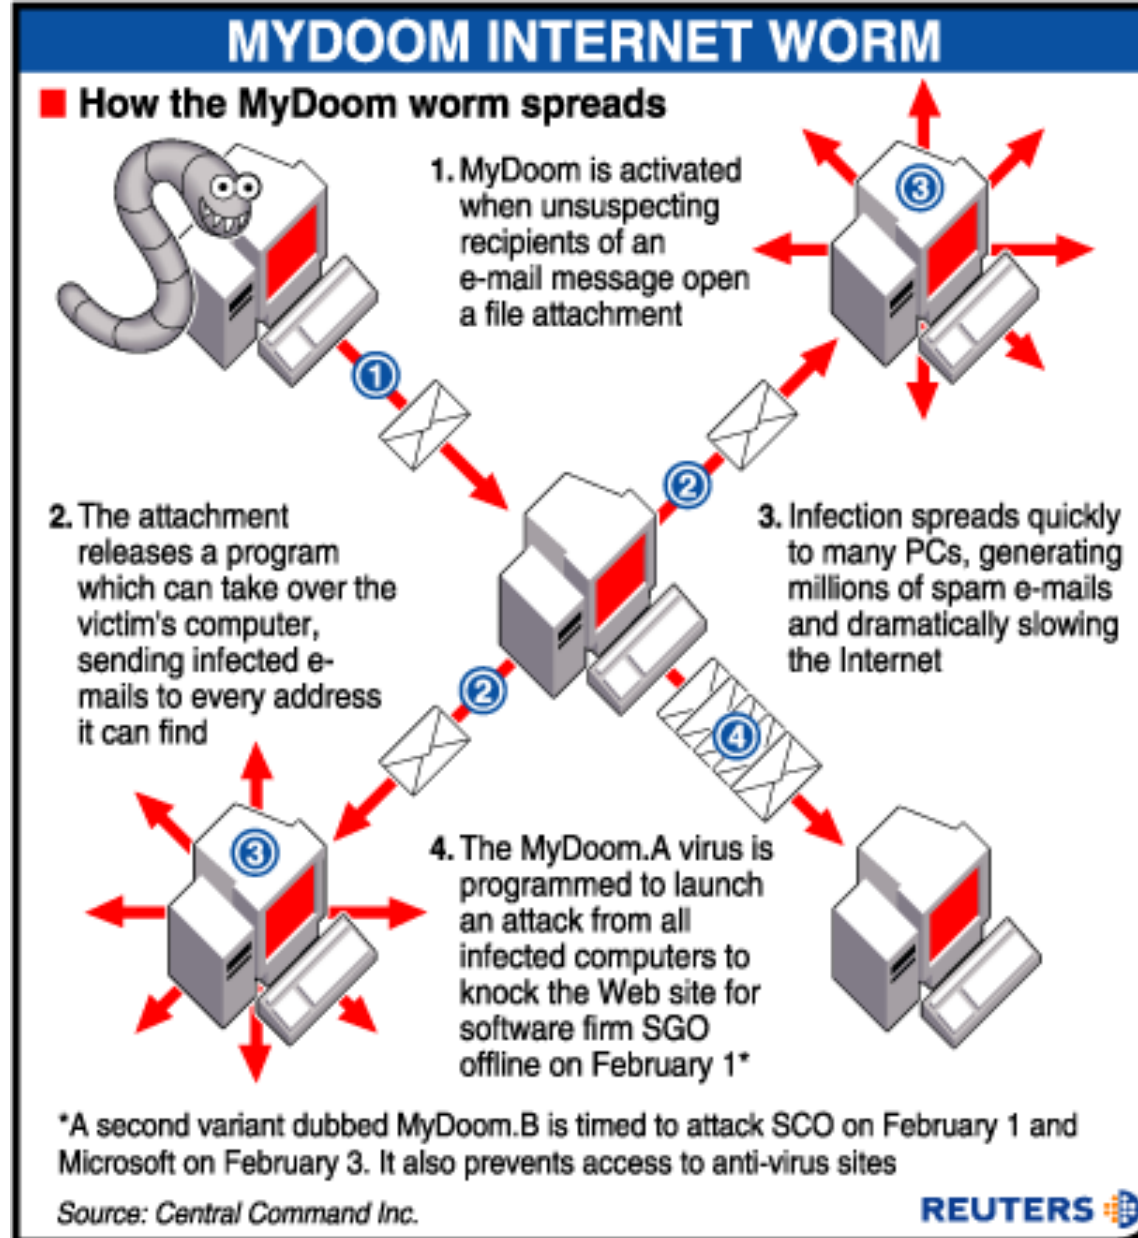 MYDOOM INTERNET WORM
How the MyDoom worm spreads
1. MyDoom is activated
when unsuspecting
recipients of an
e-mail message open
a file attachment
3
1
2
2. The attachment
releases a program
which can take over the
victim's computer,
sending infected e-
mails to every address
it can find
3. Infection spreads quickly
to many PCs, generating
millions of spam e-mails
and dramatically slowing
the Internet
2
4
3
4. The MyDoom.A virus is
programmed to launch
an attack from all
infected computers to
knock the Web site for
software firm SGO
offline on February 1*
*A second variant dubbed MyDoom.B is timed to attack SCO on February 1 and
Microsoft on February 3. It also prevents access to anti-virus sites
Source: Central Command Inc.
REUTERS